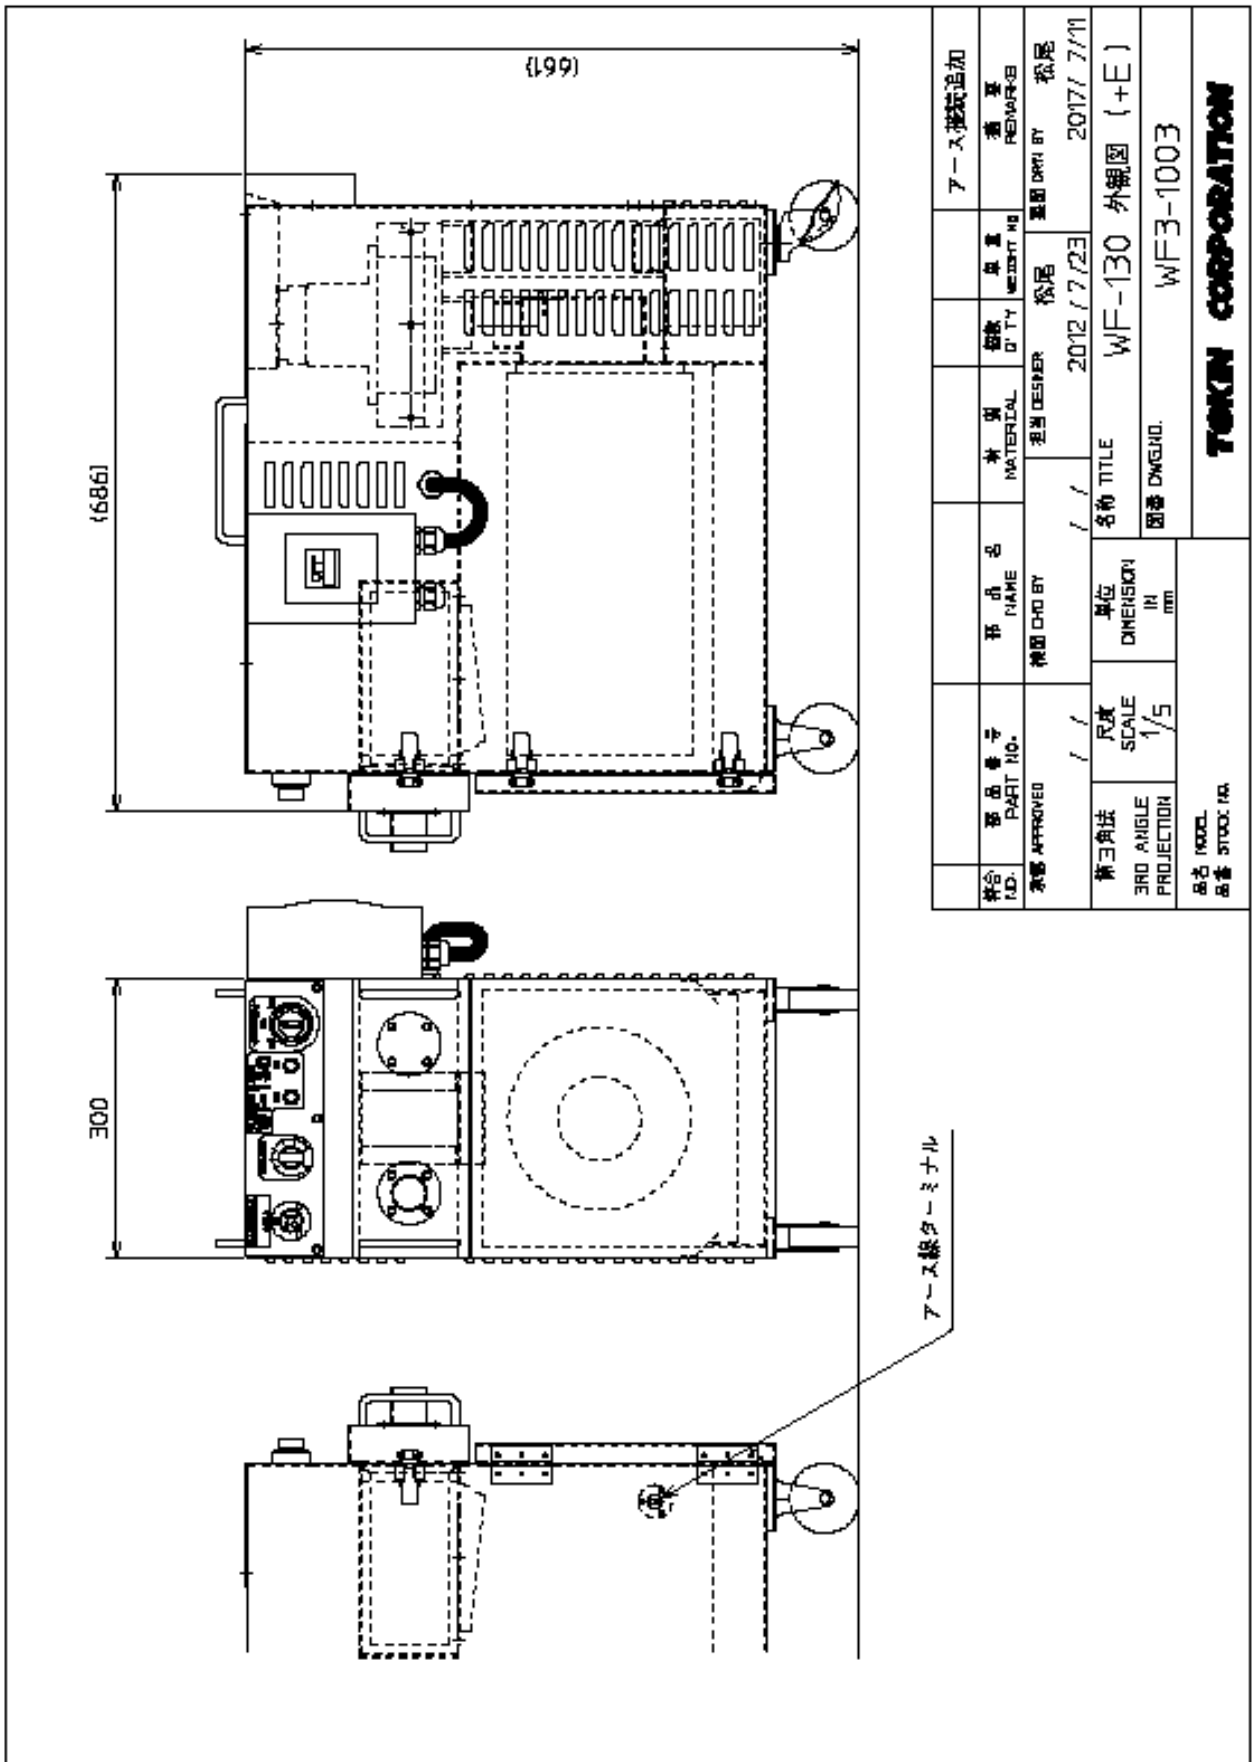 (661)
(686)
300
アース線ターミナル
アース接続追加
符合 NO.
部品番号 PART NO.
部品名 NAME
材質 MATERIAL
個数 Q'TY
単重 WEIGHT
摘要 REMARKS
承認 APPROVED
/ /
検図 CHD BY
/ /
担当 DESINER
松尾
2012/7/23
製図 DRN BY
松尾
2017/7/11
第3角法
3RD ANGLE
PROJECTION
尺度
SCALE
1/5
単位
DIMENSION
IN
mm
名称 TITLE
WF-130 外観図 (+E)
図番 DWG.NO.
WF3-1003
品名 MODEL
品番 STOCK NO.
TOKIN CORPORATION